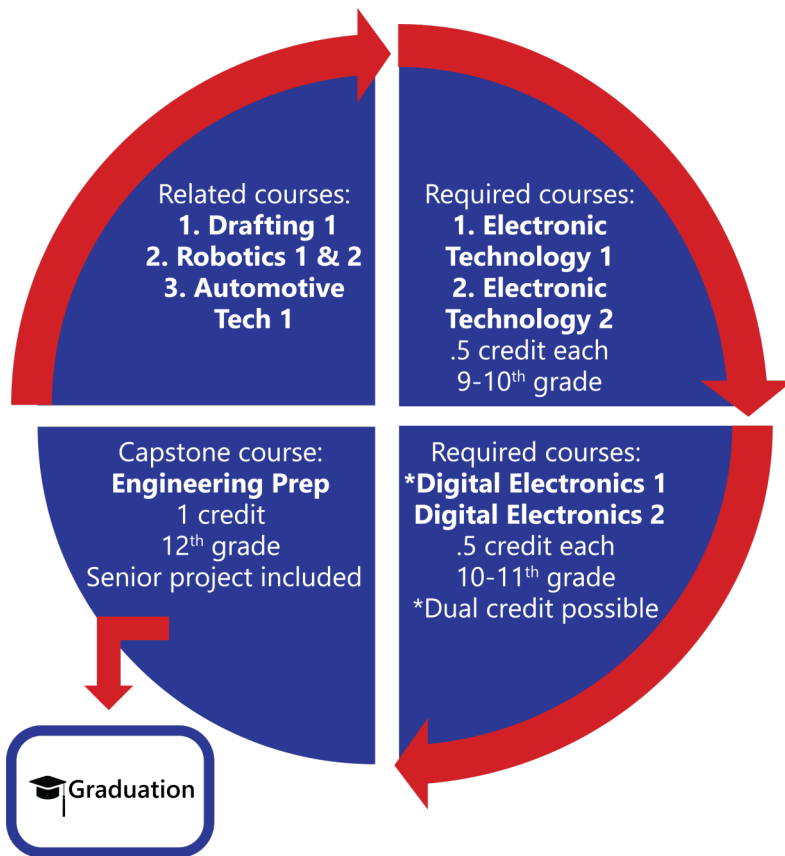 Related courses:
1. Drafting 1
2. Robotics 1 & 2
3. Automotive
Tech 1
Required courses:
1. Electronic
Technology 1
2. Electronic
Technology 2
.5 credit each
9-10th grade
Required courses:
*Digital Electronics 1
Digital Electronics 2
.5 credit each
10-11th grade
*Dual credit possible
Capstone course:
Engineering Prep
1 credit
12th grade
Senior project included
Graduation